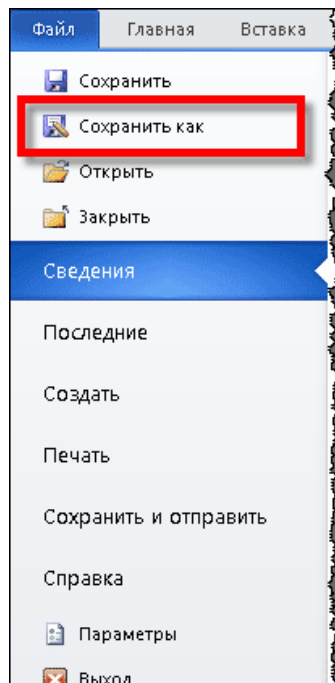 Файл Главная Вставка
Сохранить
Сохранить как
Открыть
Закрыть
Сведения
Последние
Создать
Печать
Сохранить и отправить
Справка
Параметры
Выход